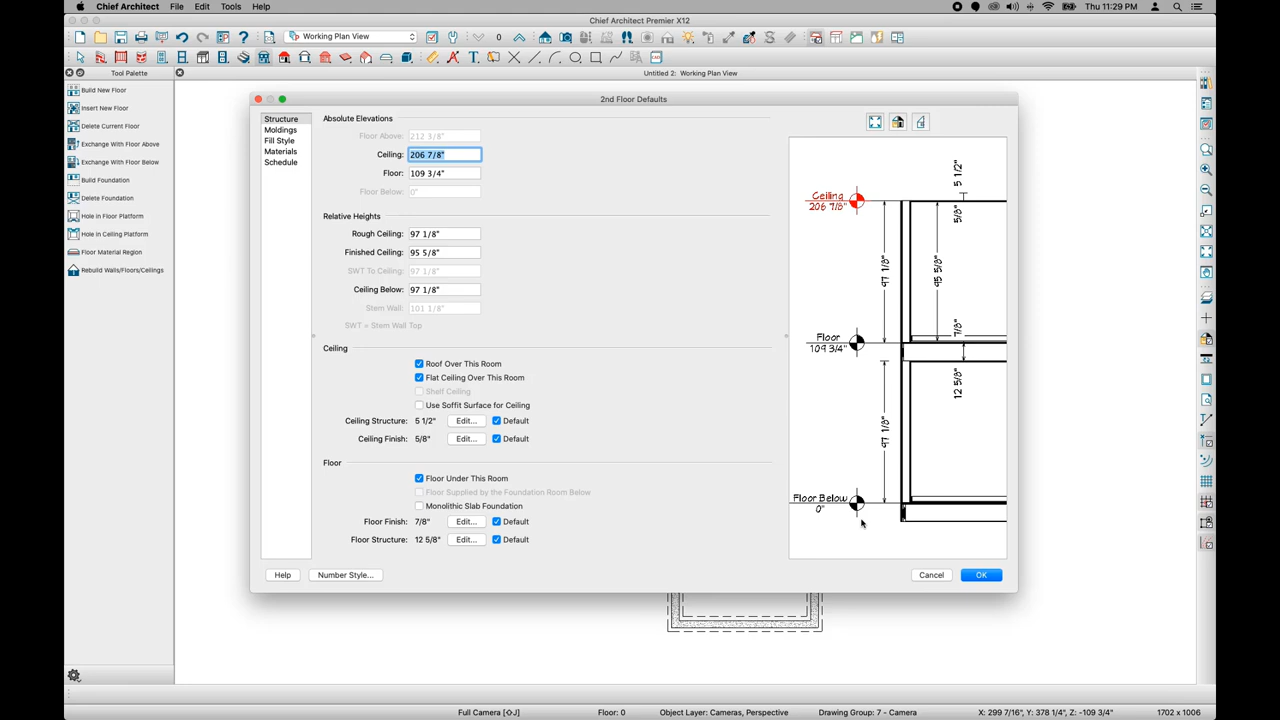 Chief Architect File Edit Tools Help
Thu 11:29 PM
Chief Architect Premier X12
Working Plan View
0
Tool Palette
Untitled 2: Working Plan View
Build New Floor
Insert New Floor
Delete Current Floor
Exchange With Floor Above
Exchange With Floor Below
Build Foundation
Delete Foundation
Hole in Floor Platform
Hole in Ceiling Platform
Floor Material Region
Rebuild Walls/Floors/Ceilings
2nd Floor Defaults
Structure
Moldings
Fill Style
Materials
Schedule
Absolute Elevations
Floor Above: 212 3/8"
Ceiling: 206 7/8"
Floor: 109 3/4"
Floor Below: 0"
Relative Heights
Rough Ceiling: 97 1/8"
Finished Ceiling: 95 5/8"
SWT To Ceiling: 97 1/8"
Ceiling Below: 97 1/8"
Stem Wall: 101 1/8"
SWT = Stem Wall Top
Ceiling
Roof Over This Room
Flat Ceiling Over This Room
Shelf Ceiling
Use Soffit Surface for Ceiling
Ceiling Structure: 5 1/2" Edit... Default
Ceiling Finish: 5/8" Edit... Default
Floor
Floor Under This Room
Floor Supplied by the Foundation Room Below
Monolithic Slab Foundation
Floor Finish: 7/8" Edit... Default
Floor Structure: 12 5/8" Edit... Default
5 1/2"
Ceiling
206 7/8"
5/8"
97 1/8"
95 5/8"
7/8"
Floor
109 3/4"
12 5/8"
97 1/8"
Floor Below
0"
Help Number Style... Cancel OK
Full Camera Floor: 0 Object Layer: Cameras, Perspective Drawing Group: 7 - Camera X: 299 7/16", Y: 378 1/4", Z: -109 3/4" 1702 x 1006